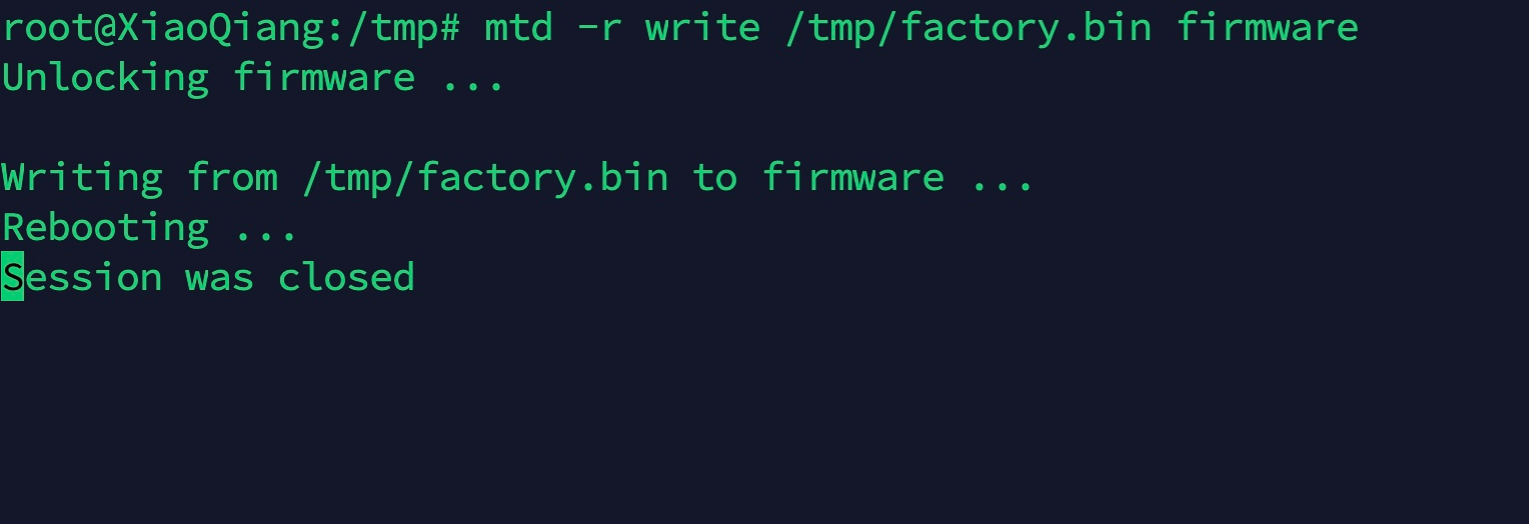 root@XiaoQiang:/tmp# mtd -r write /tmp/factory.bin firmware
Unlocking firmware ...
Writing from /tmp/factory.bin to firmware ...
Rebooting ...
Session was closed